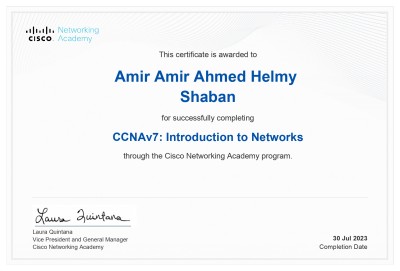 Networking
CISCO Academy
This certificate is awarded to
Amir Amir Ahmed Helmy
Shaban
for successfully completing
CCNAv7: Introduction to Networks
through the Cisco Networking Academy program.
Laura Quintana
Laura Quintana
Vice President and General Manager
Cisco Networking Academy
30 Jul 2023
Completion Date